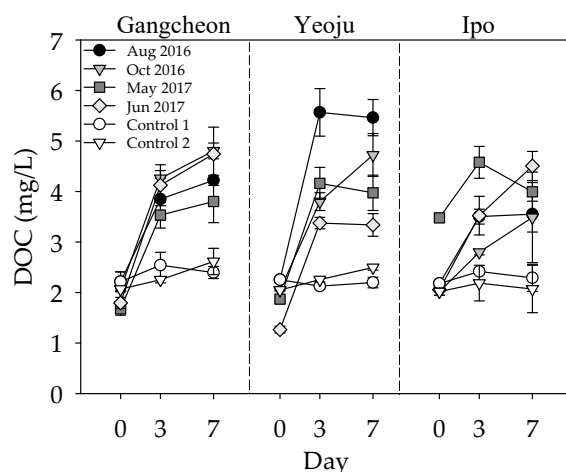 Gangcheon Yeoju Ipo
7
Aug 2016
Oct 2016
May 2017
Jun 2017
Control 1
Control 2
6
5
4
3
2
1
0
DOC (mg/L)
0 3 7 0 3 7 0 3 7
Day